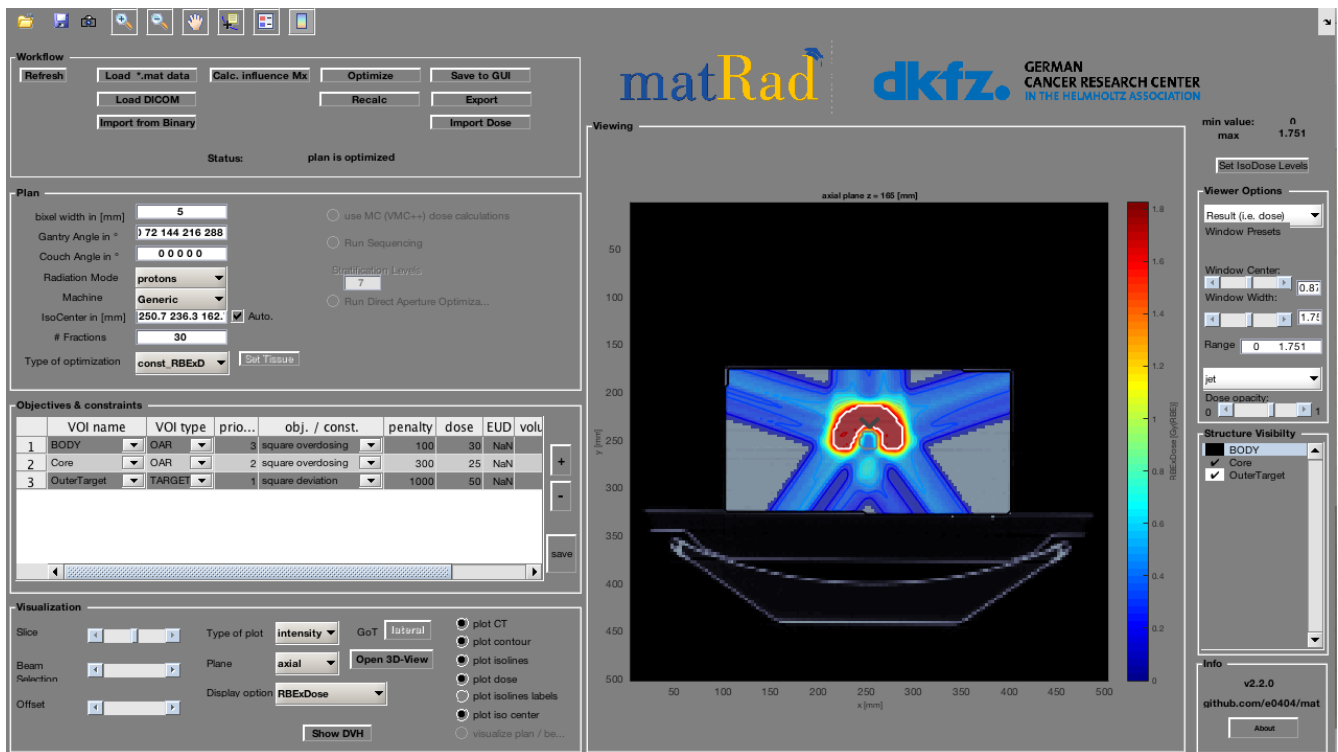 Workflow
Refresh Load *.mat data Calc. influence Mx Optimize Save to GUI
Load DICOM Recalc Export
Import from Binary Import Dose
Status: plan is optimized
matRad
dkfz. GERMAN
CANCER RESEARCH CENTER
IN THE HELMHOLTZ ASSOCIATION
Plan
bixel width in [mm] 5
Gantry Angle in ° 72 144 216 288
Couch Angle in ° 0 0 0 0 0
Radiation Mode protons
Machine Generic
IsoCenter in [mm] 250.7 236.3 162. Auto.
# Fractions 30
Type of optimization const_RBExD Set Tissue
use MC (VMC++) dose calculations
Run Sequencing
Stratification Levels
7
Run Direct Aperture Optimiza...
Objectives & constraints
VOI name VOI type prio... obj. / const. penalty dose EUD volu
1 BODY OAR 3 square overdosing 100 30 NaN
2 Core OAR 2 square overdosing 300 25 NaN
3 OuterTarget TARGET 1 square deviation 1000 50 NaN
+
-
save
Visualization
Slice
Beam
Selection
Offset
Type of plot intensity GoT lateral
Plane axial Open 3D-View
Display option RBExDose
Show DVH
plot CT
plot contour
plot isolines
plot dose
plot isolines labels
plot iso center
visualize plan / be...
Viewing
axial plane z = 165 [mm]
50
100
150
200
250
300
350
400
450
500
y [mm]
50 100 150 200 250 300 350 400 450 500
x [mm]
1.8
1.6
1.4
1.2
1
0.8
0.6
0.4
0.2
0
RBExDose [Gy(RBE)]
min value: 0
max 1.751
Set IsoDose Levels
Viewer Options
Result (i.e. dose)
Window Presets
Window Center:
0.87
Window Width:
1.75
Range 0 1.751
jet
Dose opacity:
0 1
Structure Visibilty
BODY
Core
OuterTarget
Info
v2.2.0
github.com/e0404/mat
About